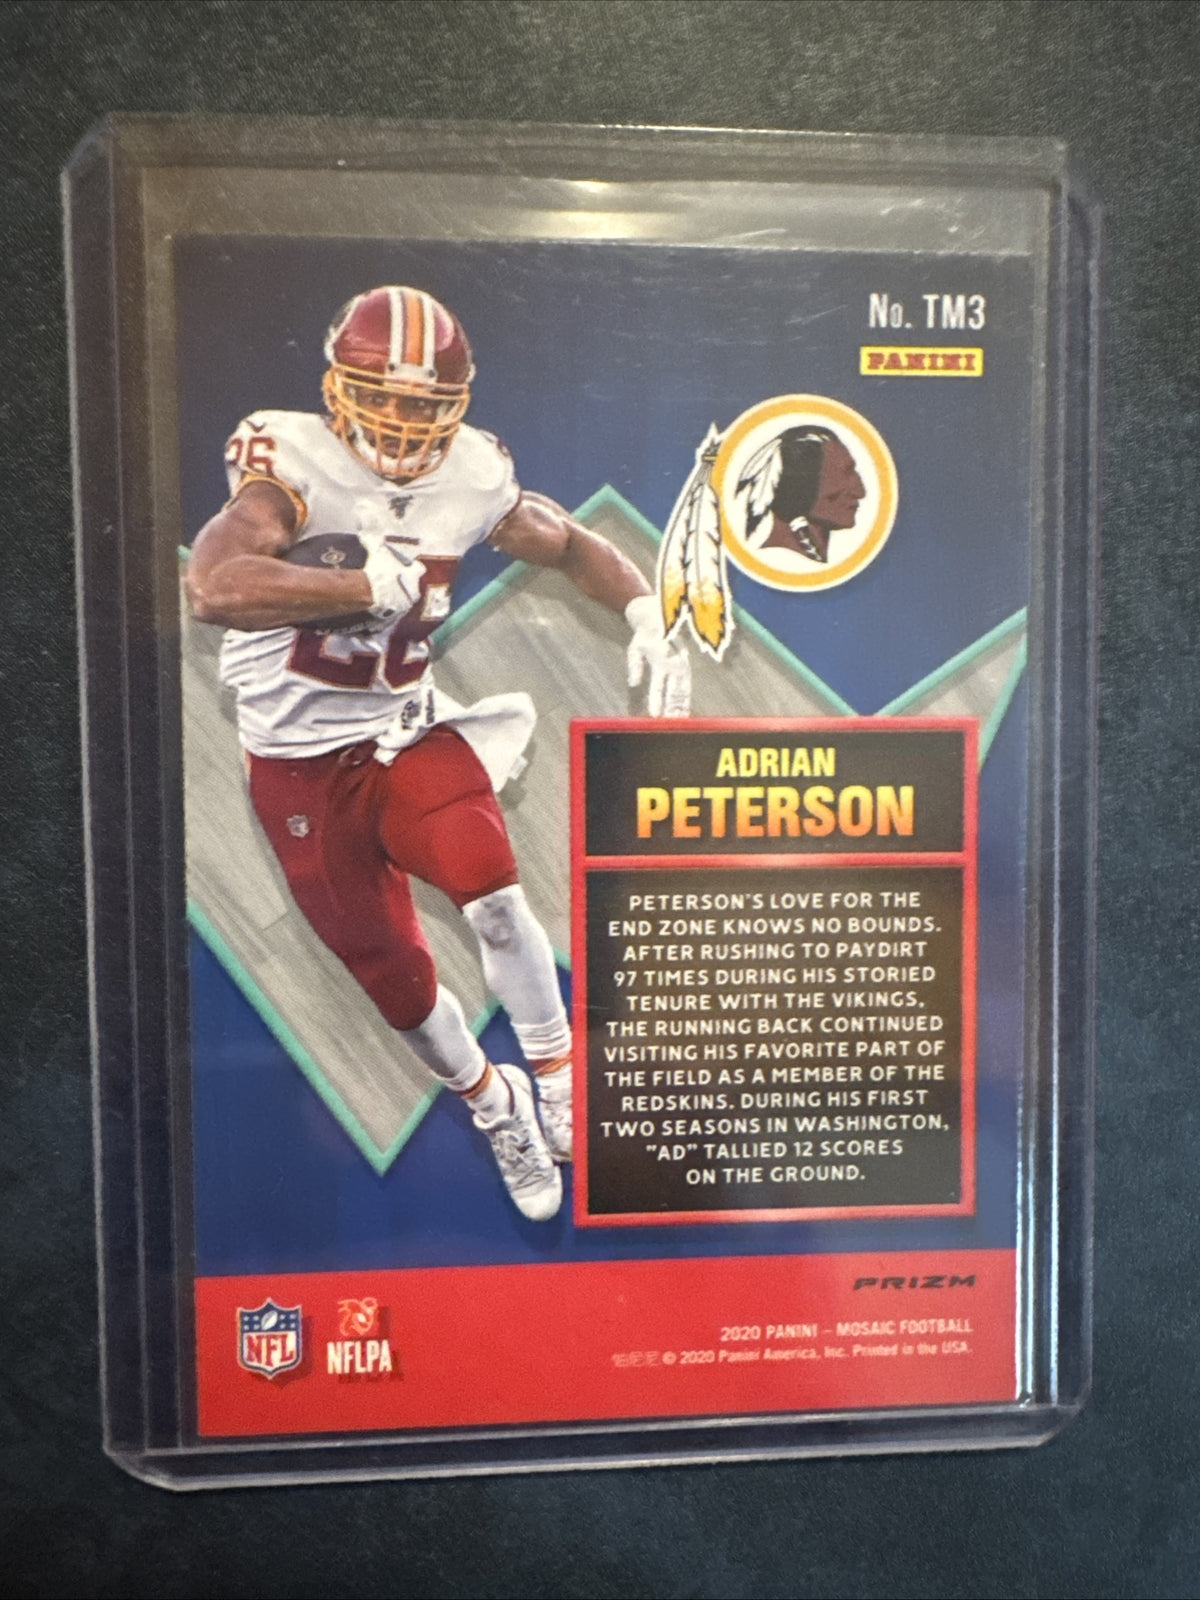 No. TM3
PANINI
26
26
ADRIAN
PETERSON
PETERSON'S LOVE FOR THE
END ZONE KNOWS NO BOUNDS.
AFTER RUSHING TO PAYDIRT
97 TIMES DURING HIS STORIED
TENURE WITH THE VIKINGS,
THE RUNNING BACK CONTINUED
VISITING HIS FAVORITE PART OF
THE FIELD AS A MEMBER OF THE
REDSKINS. DURING HIS FIRST
TWO SEASONS IN WASHINGTON,
"AD" TALLIED 12 SCORES
ON THE GROUND.
PRIZM
NFL
NFLPA
2020 PANINI – MOSAIC FOOTBALL
© 2020 Panini America, Inc. Printed in the USA.